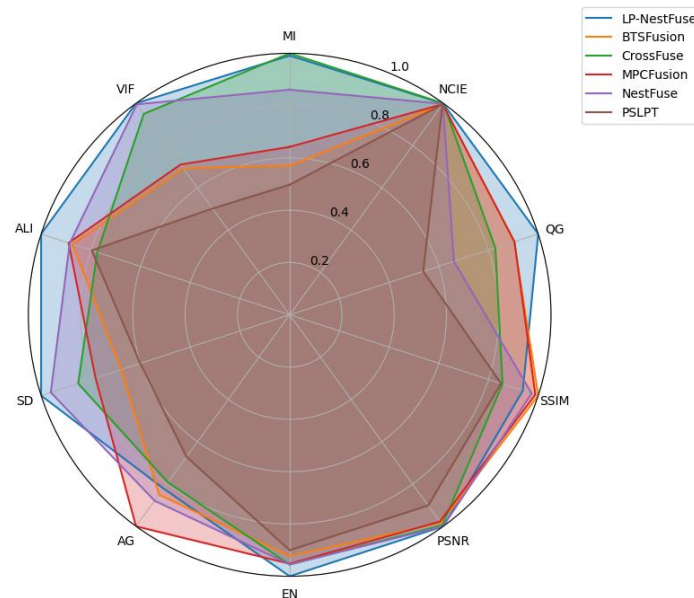 LP-NestFuse
BTSFusion
CrossFuse
MPCFusion
NestFuse
PSLPT
MI
1.0
VIF
NCIE
0.8
0.6
0.4
ALI
QG
0.2
SD
SSIM
AG
PSNR
EN